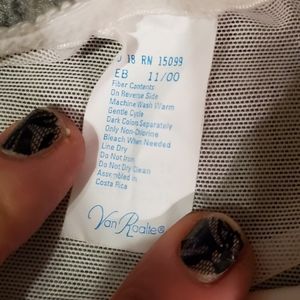 18 RN 15099
EB 11/00
Fiber Contents
On Reverse Side
Machine Wash Warm
Gentle Cycle
Dark Colors Separately
Only Non-Chlorine
Bleach When Needed
Line Dry
Do Not Iron
Do Not Dry Clean
Assembled in
Costa Rica
Van Raalte®